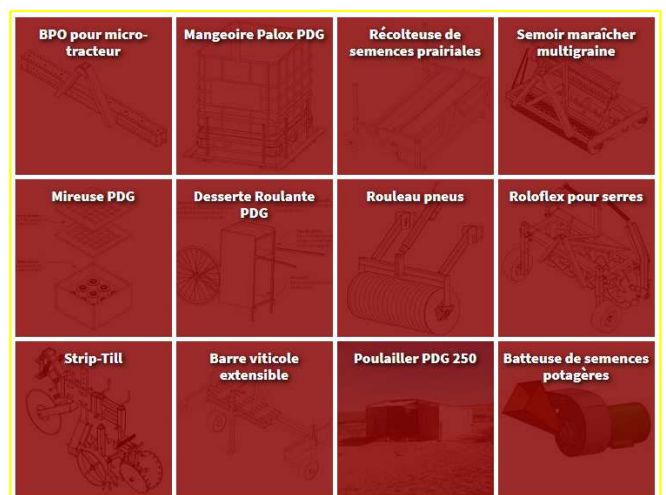 BPO pour micro-
tracteur
Mangeoire Palox PDG
Récolteuse de
semences prairiales
Semoir maraîcher
multigraine
Mireuse PDG
Desserte Roulante
PDG
Rouleau pneus
Roloflex pour serres
Strip-Till
Barre viticole
extensible
Poulailler PDG 250
Batteuse de semences
potagères